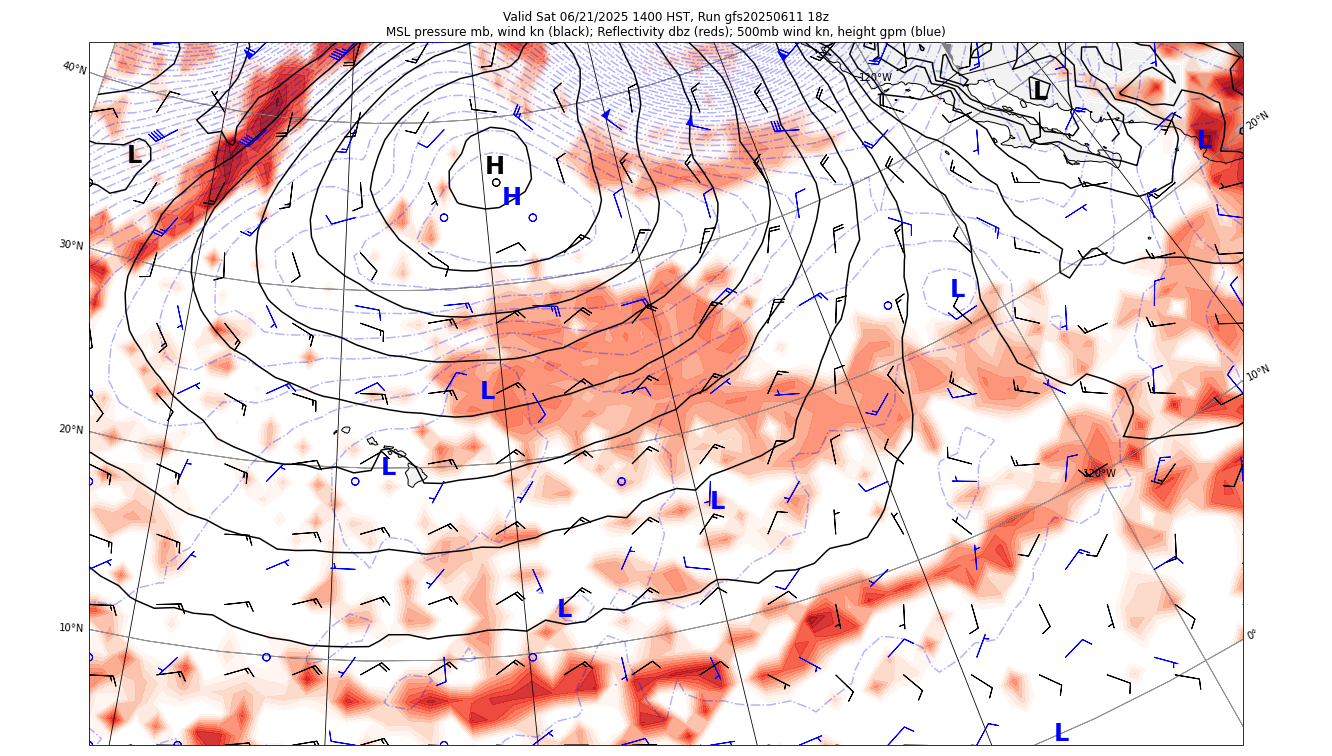 Valid Sat 06/21/2025 1400 HST, Run gfs20250611 18z
MSL pressure mb, wind kn (black); Reflectivity dbz (reds); 500mb wind kn, height gpm (blue)
40°N
120°W
L
20°N
L
L
H
H
30°N
L
10°N
L
20°N
L
120°W
L
L
10°N
0°
L